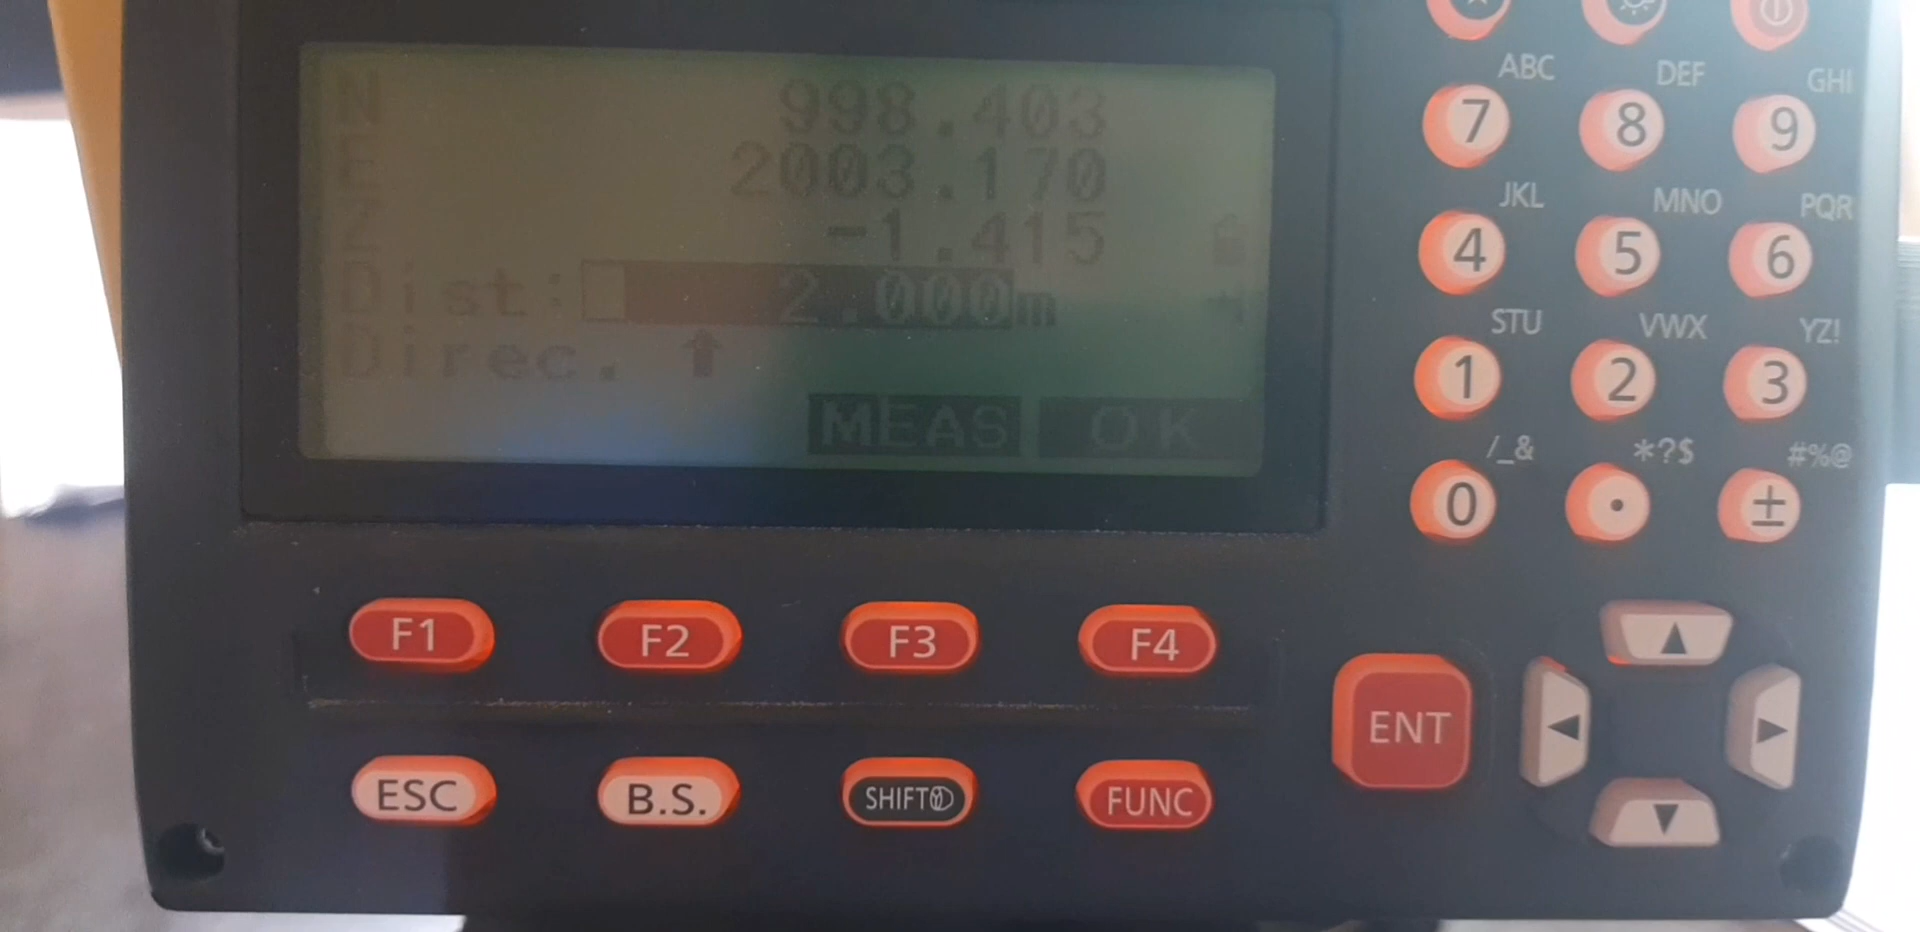 N 998.403
E 2003.170
Z -1.415
Dist: 2.000m
Direc. ↑
MEAS OK
ABC DEF GHI
7 8 9
JKL MNO PQR
4 5 6
STU VWX YZ!
1 2 3
/_& *?$ #%@
0 . ±
F1 F2 F3 F4
ENT
ESC B.S. SHIFT FUNC